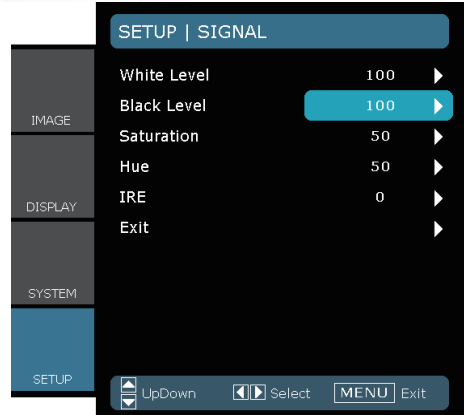 SETUP | SIGNAL
White Level 100
Black Level 100
Saturation 50
Hue 50
IRE 0
Exit
IMAGE
DISPLAY
SYSTEM
SETUP
UpDown Select MENU Exit